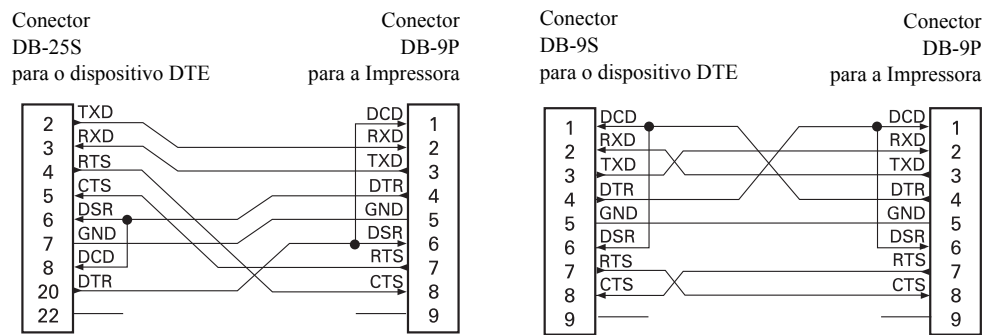 Conector
DB-25S
para o dispositivo DTE
Conector
DB-9P
para a Impressora
2 TXD DCD 1
3 RXD RXD 2
4 RTS TXD 3
5 CTS DTR 4
6 DSR GND 5
7 GND DSR 6
8 DCD RTS 7
20 DTR CTS 8
22 9
Conector
DB-9S
para o dispositivo DTE
Conector
DB-9P
para a Impressora
1 DCD DCD 1
2 RXD RXD 2
3 TXD TXD 3
4 DTR DTR 4
5 GND GND 5
6 DSR DSR 6
7 RTS RTS 7
8 CTS CTS 8
9 9